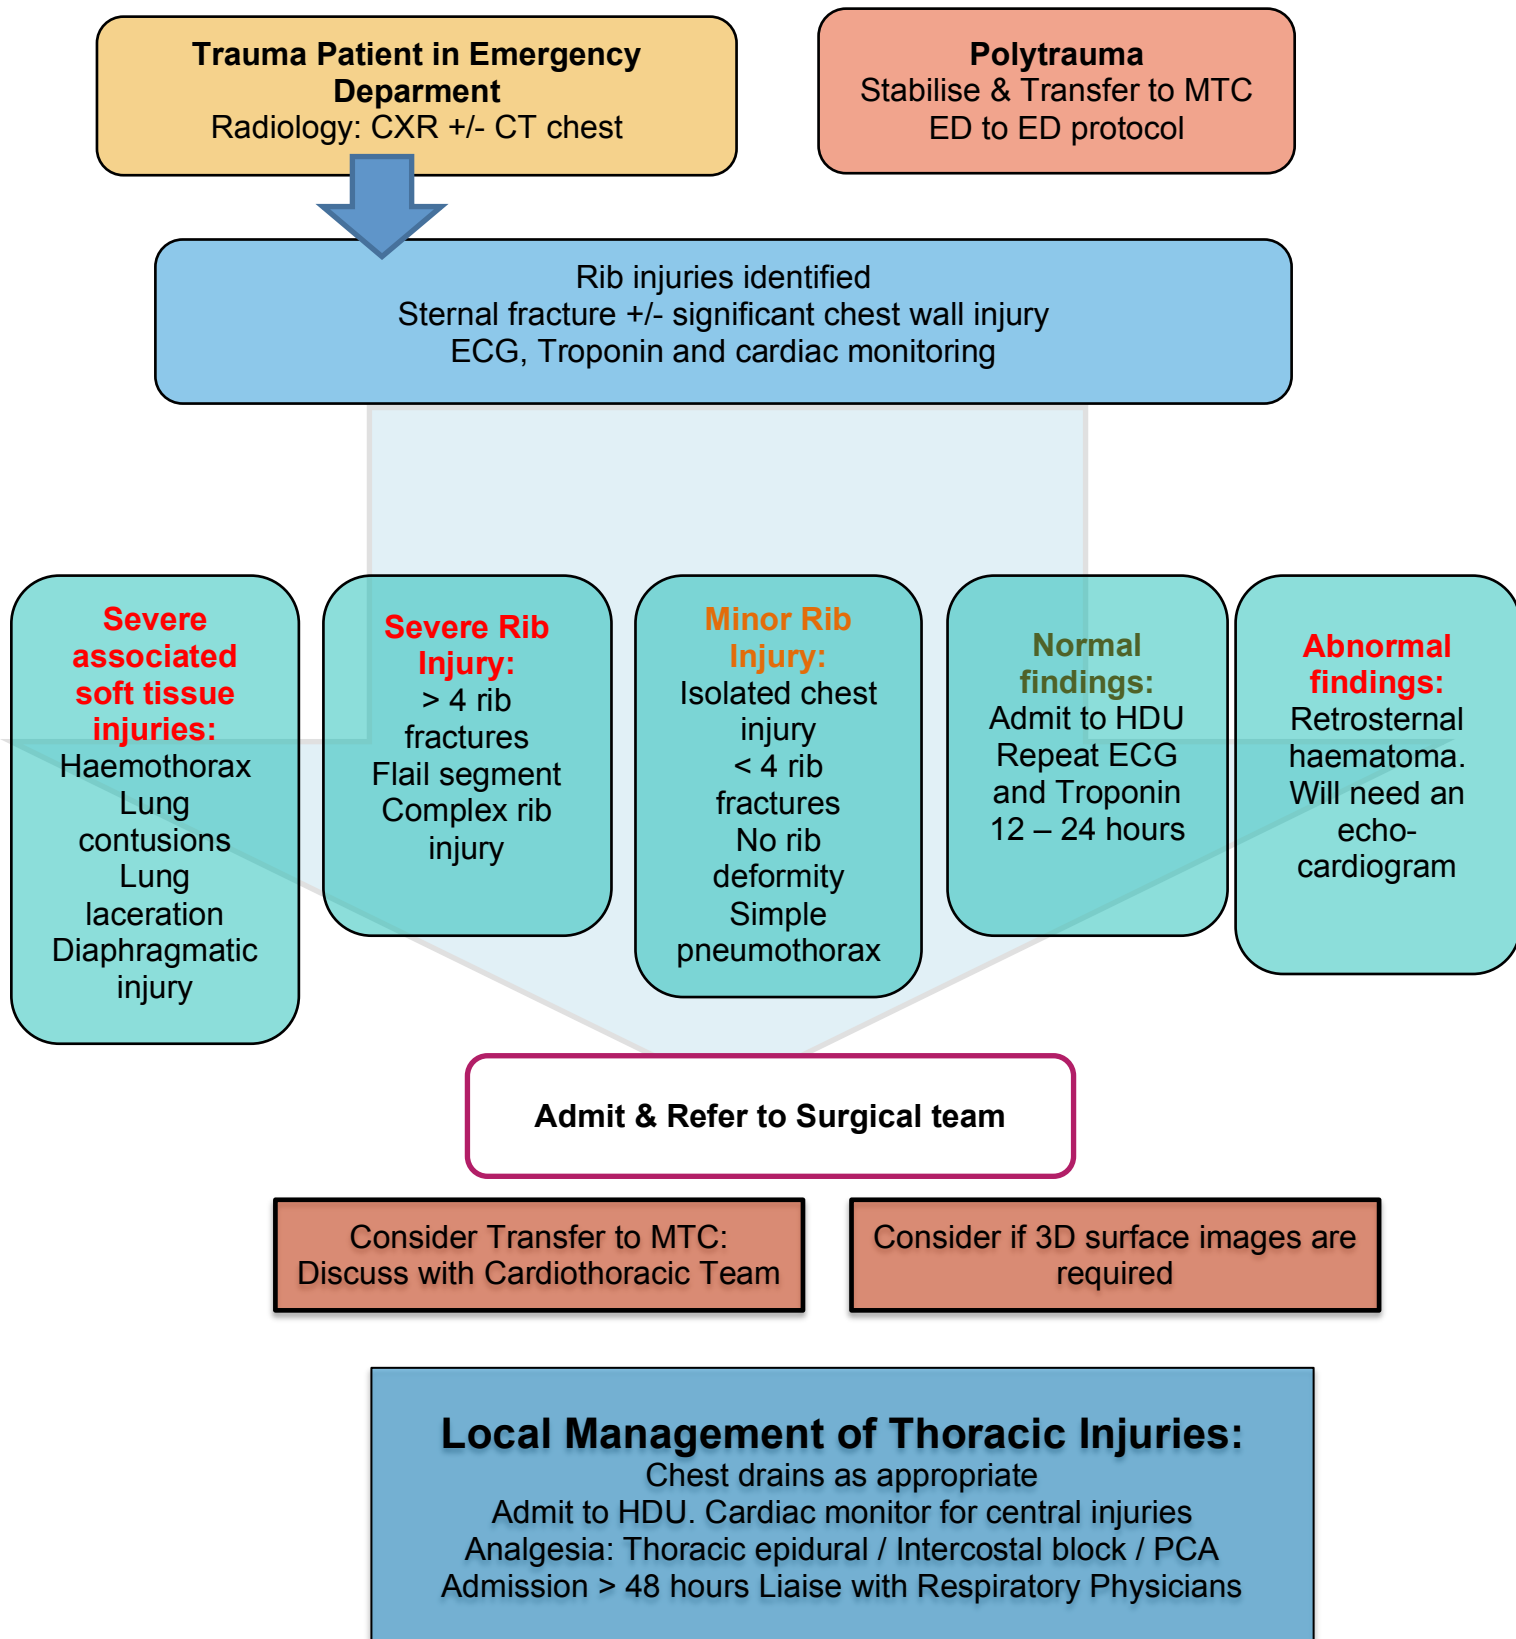 Trauma Patient in Emergency
Deparment
Radiology: CXR +/- CT chest
Polytrauma
Stabilise & Transfer to MTC
ED to ED protocol
Rib injuries identified
Sternal fracture +/- significant chest wall injury
ECG, Troponin and cardiac monitoring
Severe
associated
soft tissue
injuries:
Haemothorax
Lung
contusions
Lung
laceration
Diaphragmatic
injury
Severe Rib
Injury:
> 4 rib
fractures
Flail segment
Complex rib
injury
Minor Rib
Injury:
Isolated chest
injury
< 4 rib
fractures
No rib
deformity
Simple
pneumothorax
Normal
findings:
Admit to HDU
Repeat ECG
and Troponin
12 – 24 hours
Abnormal
findings:
Retrosternal
haematoma.
Will need an
echo-
cardiogram
Admit & Refer to Surgical team
Consider Transfer to MTC:
Discuss with Cardiothoracic Team
Consider if 3D surface images are
required
Local Management of Thoracic Injuries:
Chest drains as appropriate
Admit to HDU. Cardiac monitor for central injuries
Analgesia: Thoracic epidural / Intercostal block / PCA
Admission > 48 hours Liaise with Respiratory Physicians